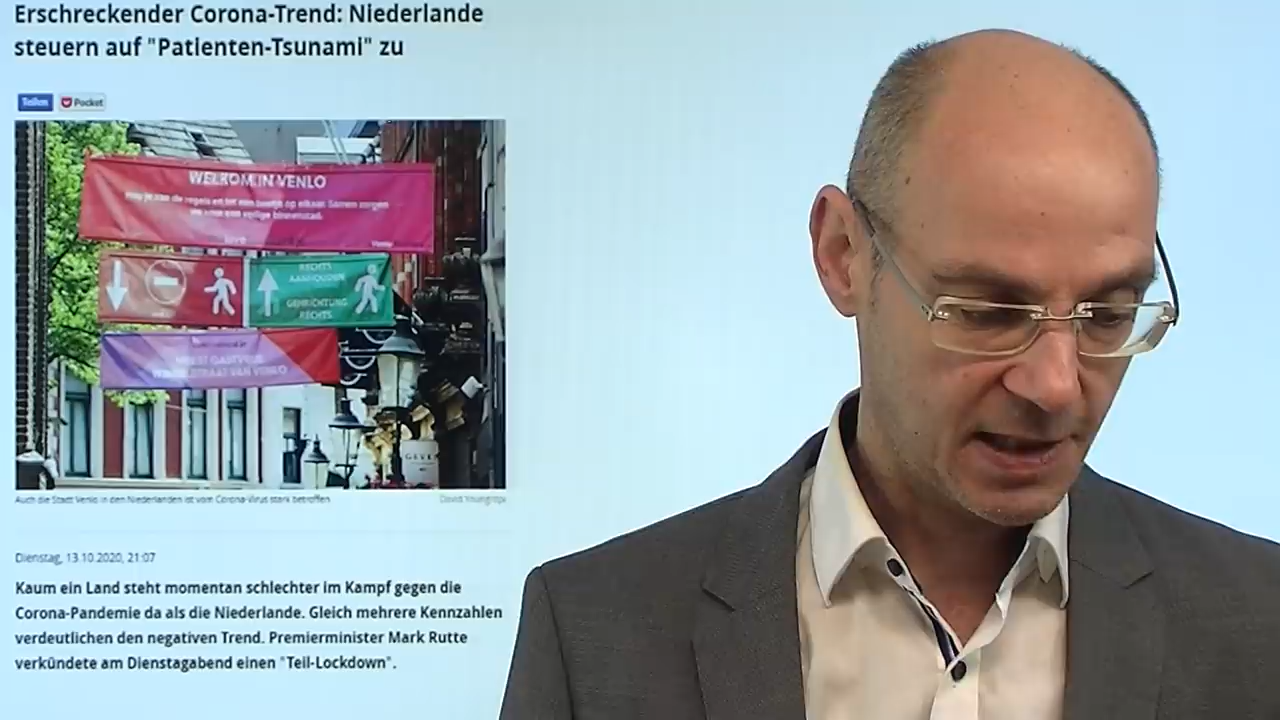 Erschreckender Corona-Trend: Niederlande
steuern auf "Patienten-Tsunami" zu
Teilen
Pocket
WELKOM IN VENLO
RECHTS
AANHOUDEN
GEHRICHTUNG
RECHTS
Auch die Stadt Venlo in den Niederlanden ist vom Corona-Virus stark betroffen
Dienstag, 13.10.2020, 21:07
Kaum ein Land steht momentan schlechter im Kampf gegen die
Corona-Pandemie da als die Niederlande. Gleich mehrere Kennzahlen
verdeutlichen den negativen Trend. Premierminister Mark Rutte
verkündete am Dienstagabend einen "Teil-Lockdown".